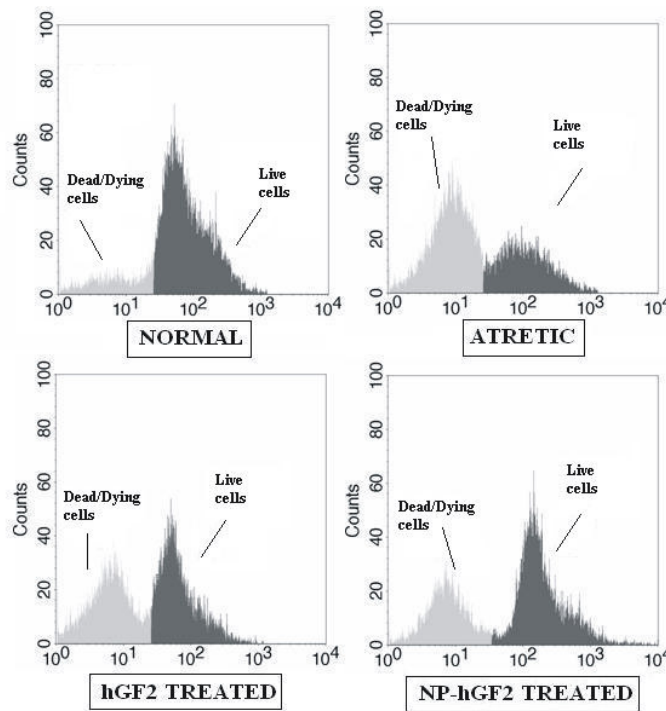 100
80
60
40
20
0
Counts
Dead/Dying
cells
Live
cells
10^0 10^1 10^2 10^3 10^4
NORMAL
100
80
60
40
20
0
Counts
Dead/Dying
cells
Live
cells
10^0 10^1 10^2 10^3 10^4
ATRETIC
100
80
60
40
20
0
Counts
Dead/Dying
cells
Live
cells
10^0 10^1 10^2 10^3 10^4
hGF2 TREATED
100
80
60
40
20
0
Counts
Dead/Dying
cells
Live
cells
10^0 10^1 10^2 10^3 10^4
NP-hGF2 TREATED